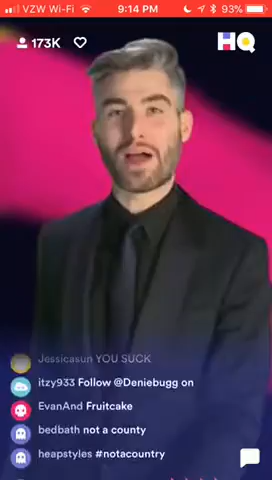 VZW Wi-Fi 9:14 PM 93%
173K HQ
Jessicasun YOU SUCK
itzy933 Follow @Deniebugg on
EvanAnd Fruitcake
bedbath not a county
heapstyles #notacountry